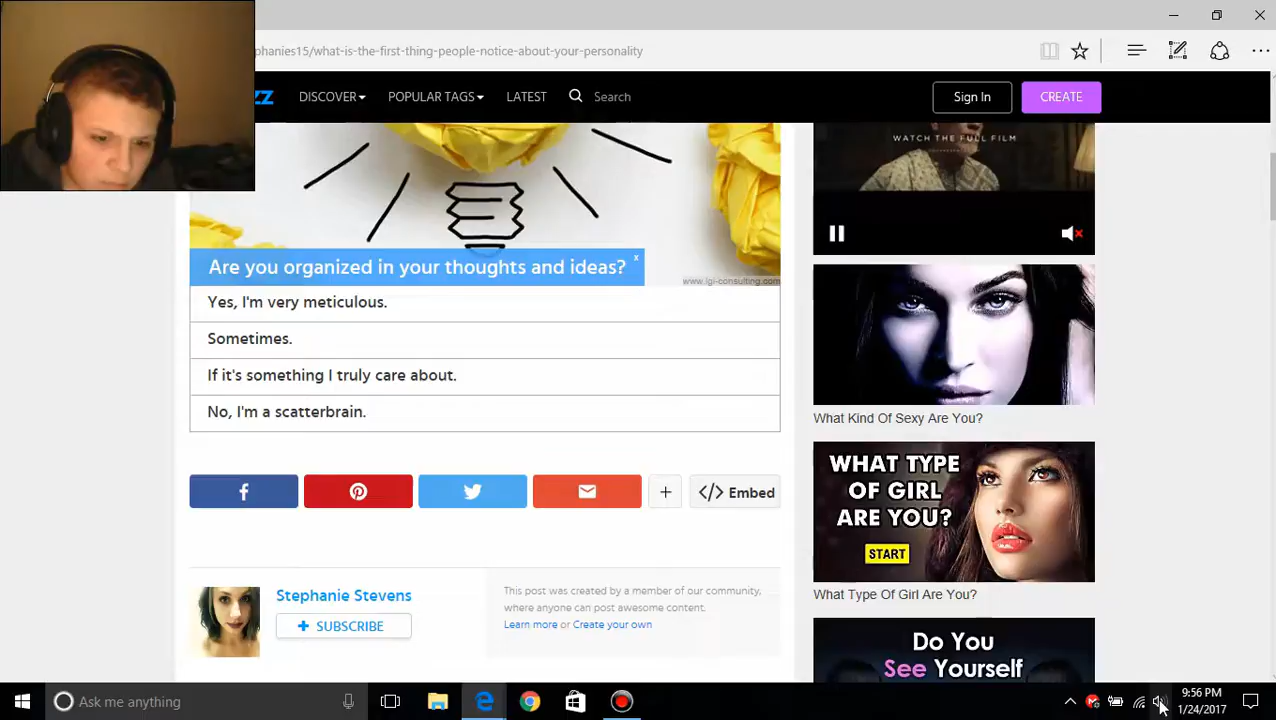 phanies15/what-is-the-first-thing-people-notice-about-your-personality
ZZ DISCOVER POPULAR TAGS LATEST Search Sign In CREATE
WATCH THE FULL FILM
Are you organized in your thoughts and ideas? x
www.lgi-consulting.com
Yes, I'm very meticulous.
Sometimes.
If it's something I truly care about.
No, I'm a scatterbrain.
What Kind Of Sexy Are You?
WHAT TYPE
OF GIRL
ARE YOU?
START
What Type Of Girl Are You?
f + </> Embed
Stephanie Stevens
+ SUBSCRIBE
This post was created by a member of our community,
where anyone can post awesome content.
Learn more or Create your own
Do You
See Yourself
Ask me anything
9:56 PM
1/24/2017